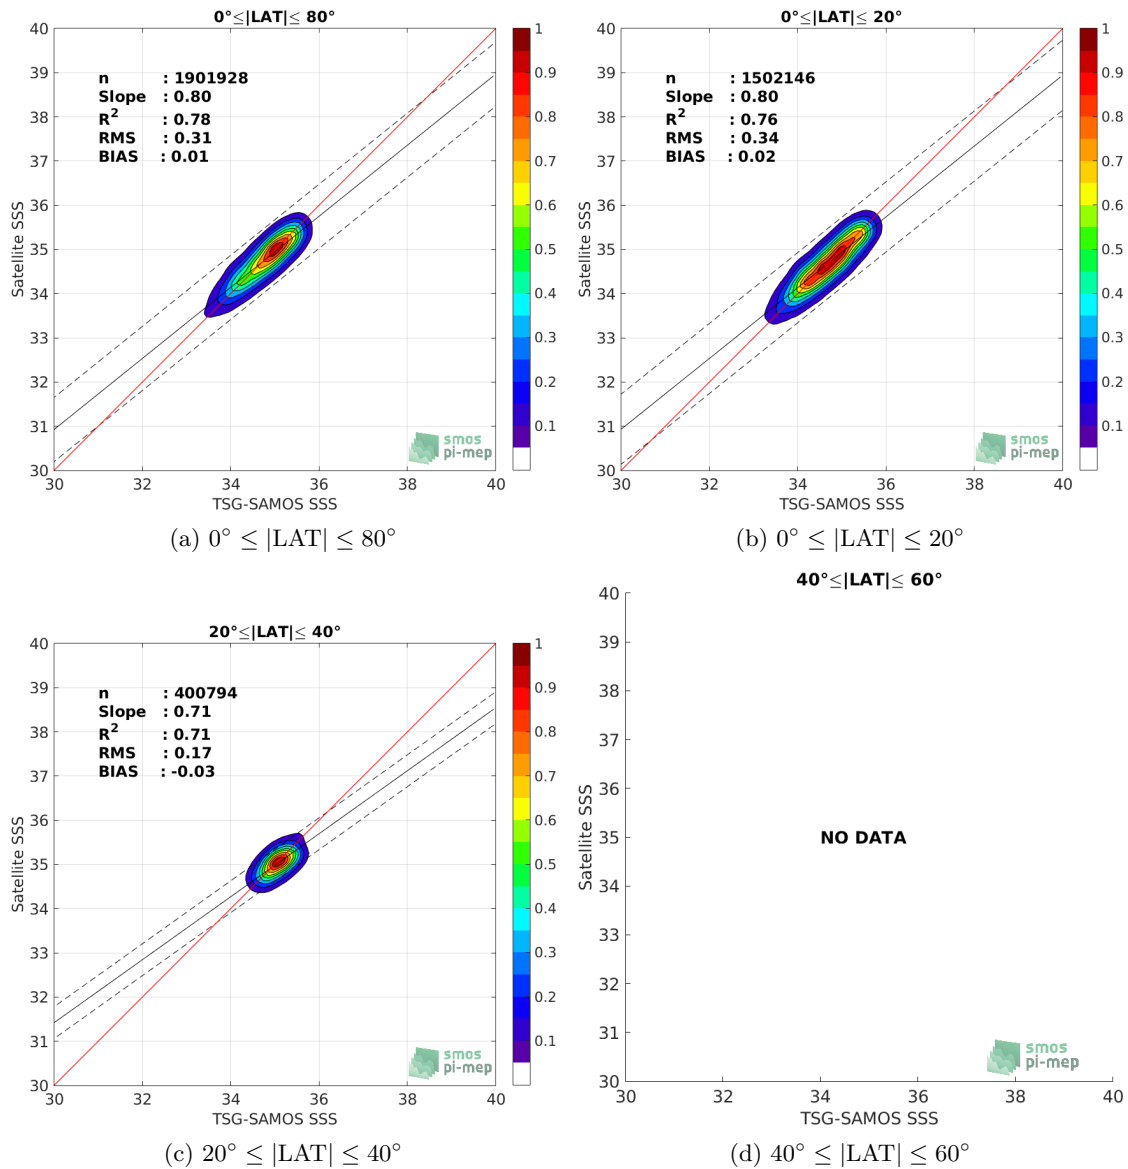 0°≤|LAT|≤ 80°
40
39
38
37
36
35
34
33
32
31
30
Satellite SSS
n : 1901928
Slope : 0.80
R2 : 0.78
RMS : 0.31
BIAS : 0.01
1
0.9
0.8
0.7
0.6
0.5
0.4
0.3
0.2
0.1
smos
pi-mep
30 32 34 36 38 40
TSG-SAMOS SSS
(a) 0° ≤ |LAT| ≤ 80°
0°≤|LAT|≤ 20°
40
39
38
37
36
35
34
33
32
31
30
Satellite SSS
n : 1502146
Slope : 0.80
R2 : 0.76
RMS : 0.34
BIAS : 0.02
1
0.9
0.8
0.7
0.6
0.5
0.4
0.3
0.2
0.1
smos
pi-mep
30 32 34 36 38 40
TSG-SAMOS SSS
(b) 0° ≤ |LAT| ≤ 20°
20°≤|LAT|≤ 40°
40
39
38
37
36
35
34
33
32
31
30
Satellite SSS
n : 400794
Slope : 0.71
R2 : 0.71
RMS : 0.17
BIAS : -0.03
1
0.9
0.8
0.7
0.6
0.5
0.4
0.3
0.2
0.1
smos
pi-mep
30 32 34 36 38 40
TSG-SAMOS SSS
(c) 20° ≤ |LAT| ≤ 40°
40°≤|LAT|≤ 60°
40
39
38
37
36
35
34
33
32
31
30
Satellite SSS
NO DATA
smos
pi-mep
30 32 34 36 38 40
TSG-SAMOS SSS
(d) 40° ≤ |LAT| ≤ 60°